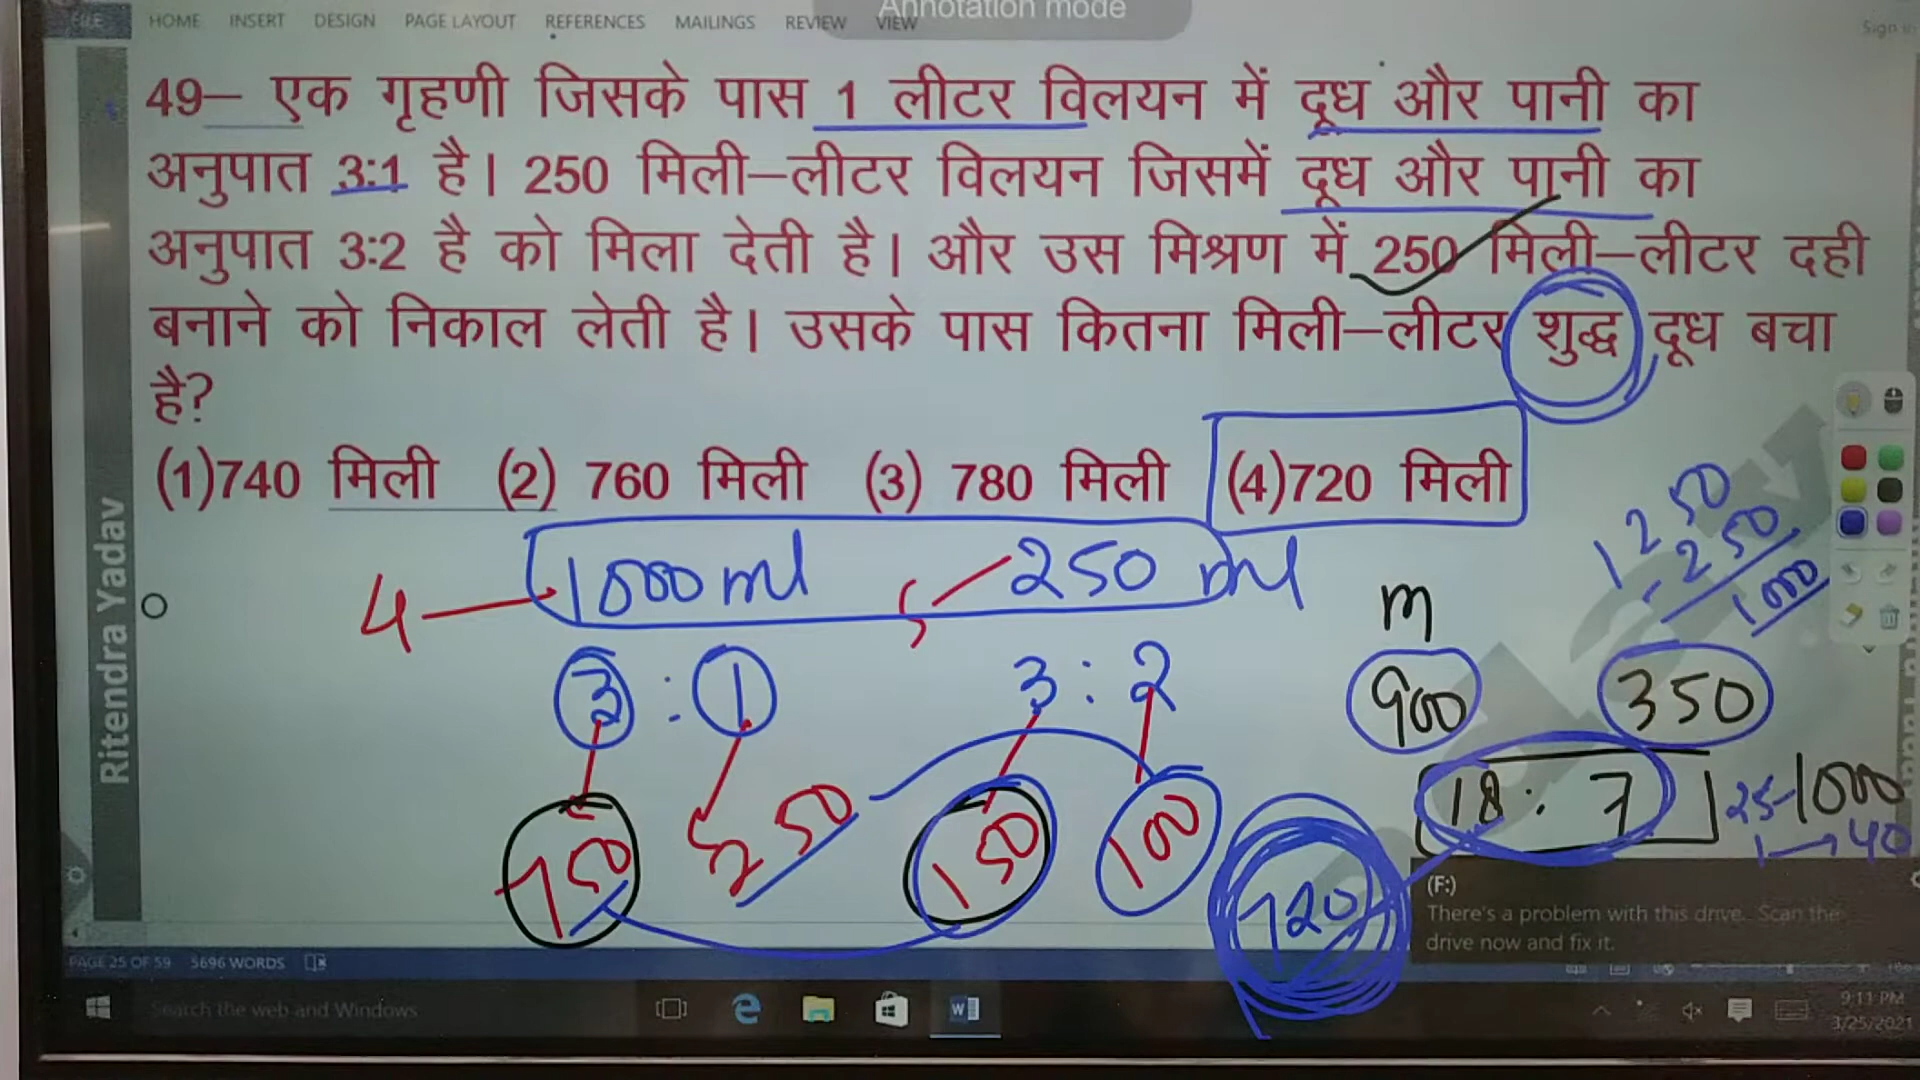 Annotation mode
FILE HOME INSERT DESIGN PAGE LAYOUT REFERENCES MAILINGS REVIEW VIEW Sign in
49– एक गृहणी जिसके पास 1 लीटर विलयन में दूध और पानी का
अनुपात 3:1 है। 250 मिली–लीटर विलयन जिसमें दूध और पानी का
अनुपात 3:2 है को मिला देती है। और उस मिश्रण में 250 मिली–लीटर दही
बनाने को निकाल लेती है। उसके पास कितना मिली–लीटर शुद्ध दूध बचा
है?
(1)740 मिली (2) 760 मिली (3) 780 मिली (4)720 मिली
Ritendra Yadav
4 1000 ml 5 250 ml
1250
- 250
1000
m
3 : 1 3 : 2 900 350
18 : 7 25-1000
1→40
750 250 150 100 720
(F:)
There's a problem with this drive. Scan the
drive now and fix it.
PAGE 25 OF 59 5696 WORDS
Search the web and Windows
9:11 PM
3/25/2021